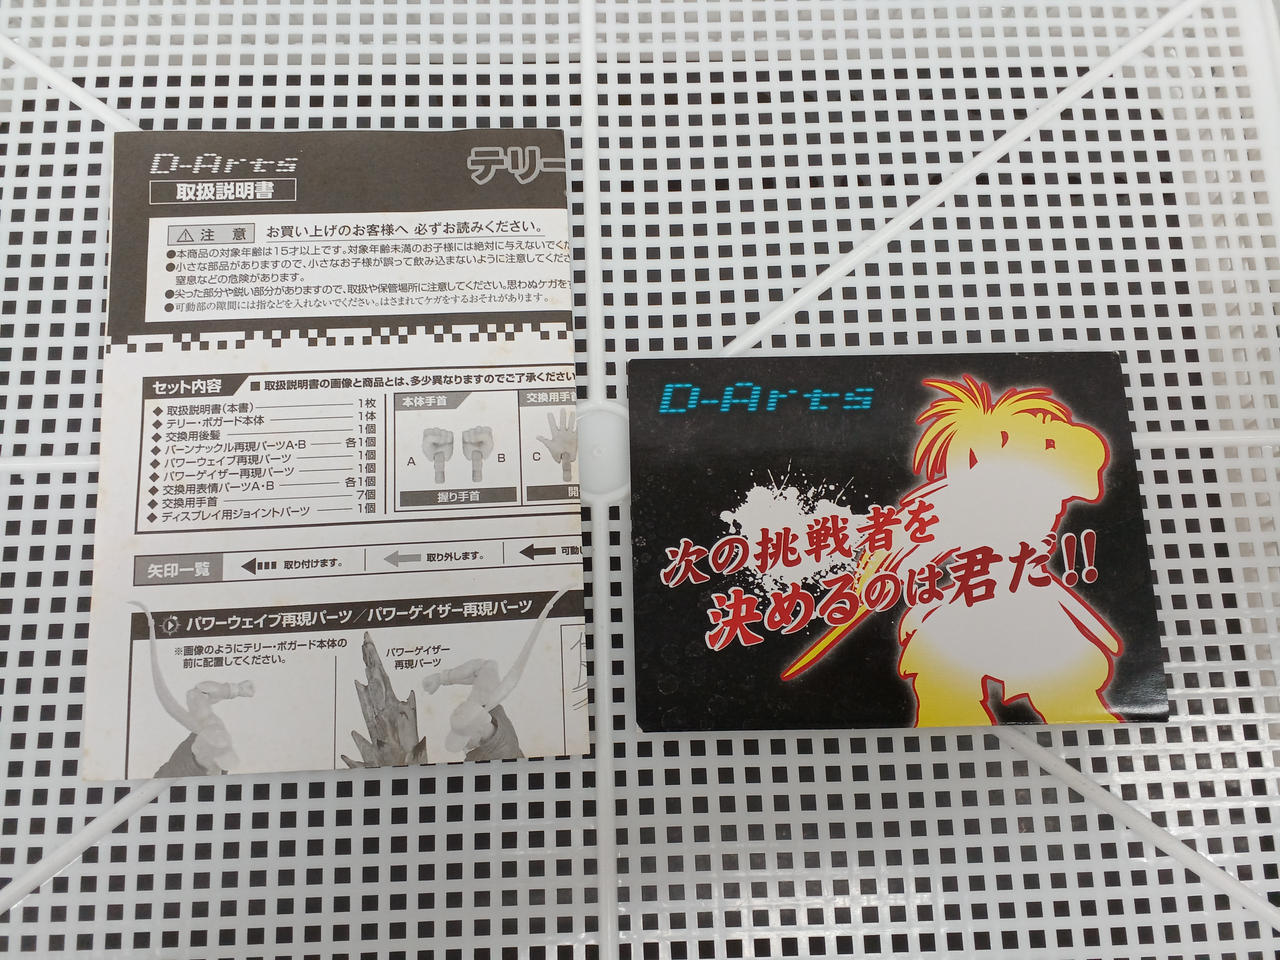 D-Arts
取扱説明書
テリー
注 意 お買い上げのお客様へ 必ずお読みください。
●本商品の対象年齢は15才以上です。対象年齢未満のお子様には絶対に与えないでくだ
●小さな部品がありますので、小さなお子様が誤って飲み込まないように注意してくださ
窒息などの危険があります。
●尖った部分や鋭い部分がありますので、取扱や保管場所に注意してください。思わぬケガをす
●可動部の隙間には指などを入れないでください。はさまれてケガをするおそれがあります。
セット内容 ■ 取扱説明書の画像と商品とは、多少異なりますのでご了承ください
◆ 取扱説明書(本書) 1枚
◆ テリー・ボガード本体 1体
◆ 交換用後髪 1個
◆ バーンナックル再現パーツA・B 各1個
◆ パワーウェイブ再現パーツ 1個
◆ パワーゲイザー再現パーツ 1個
◆ 交換用表情パーツA・B 各1個
◆ 交換用手首 7個
◆ ディスプレイ用ジョイントパーツ 1個
本体手首
A B
握り手首
交換用手首
C
開
矢印一覧 取り付けます。 取り外します。 可動
パワーウェイブ再現パーツ/パワーゲイザー再現パーツ
※画像のようにテリー・ボガード本体の
前に配置してください。
パワーゲイザー
再現パーツ
D-Arts
次の挑戦者を
決めるのは君だ!!